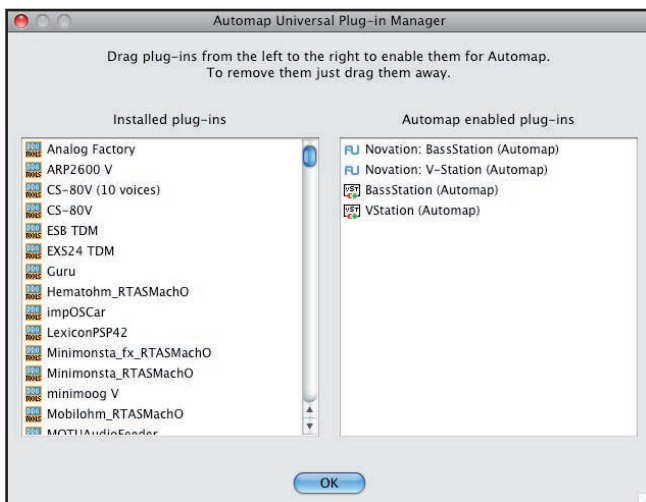 Automap Universal Plug-in Manager
Drag plug-ins from the left to the right to enable them for Automap.
To remove them just drag them away.
Installed plug-ins
Analog Factory
ARP2600 V
CS-80V (10 voices)
CS-80V
ESB TDM
EXS24 TDM
Guru
Hematohm_RTASMachO
impOSCar
LexiconPSP42
Minimonsta_fx_RTASMachO
Minimonsta_RTASMachO
minimoog V
Mobilohm_RTASMachO
MOTUAudioFeeder
Automap enabled plug-ins
Novation: BassStation (Automap)
Novation: V-Station (Automap)
BassStation (Automap)
VStation (Automap)
OK